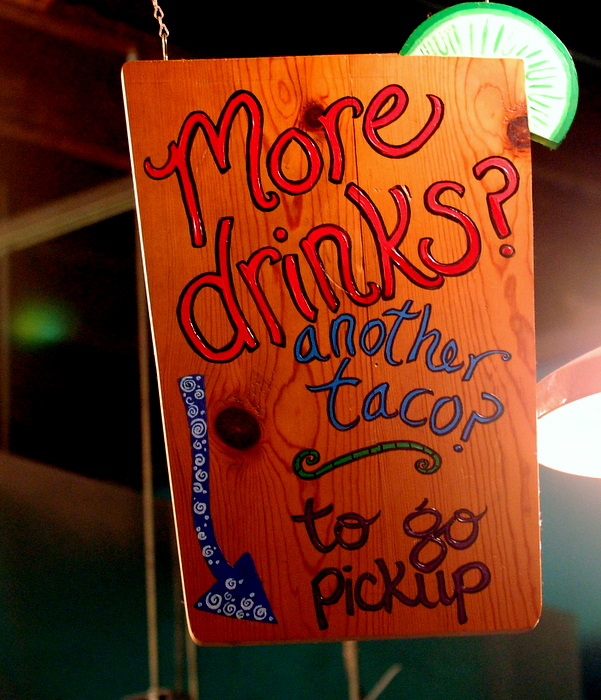 More
drinks?
another
taco?
to go
pickup